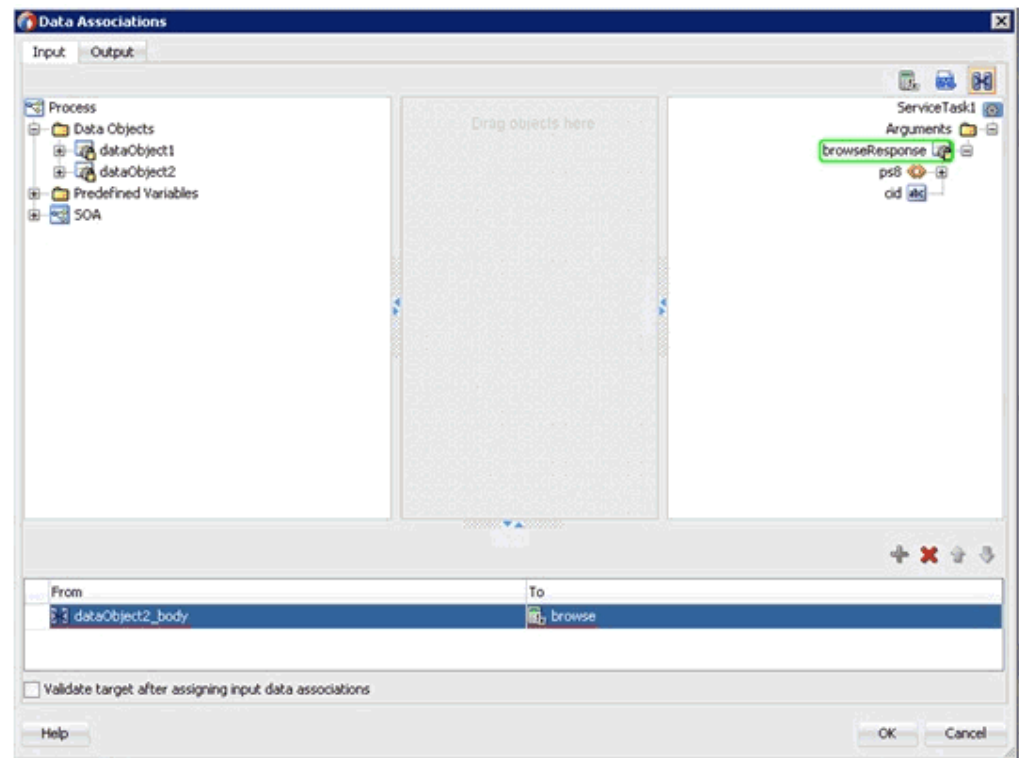 Data Associations
Input Output
Process
Data Objects
dataObject1
dataObject2
Predefined Variables
SOA
Drag objects here
ServiceTask1
Arguments
browseResponse
ps8
cid
abc
From To
dataObject2_body browse
Validate target after assigning input data associations
Help OK Cancel